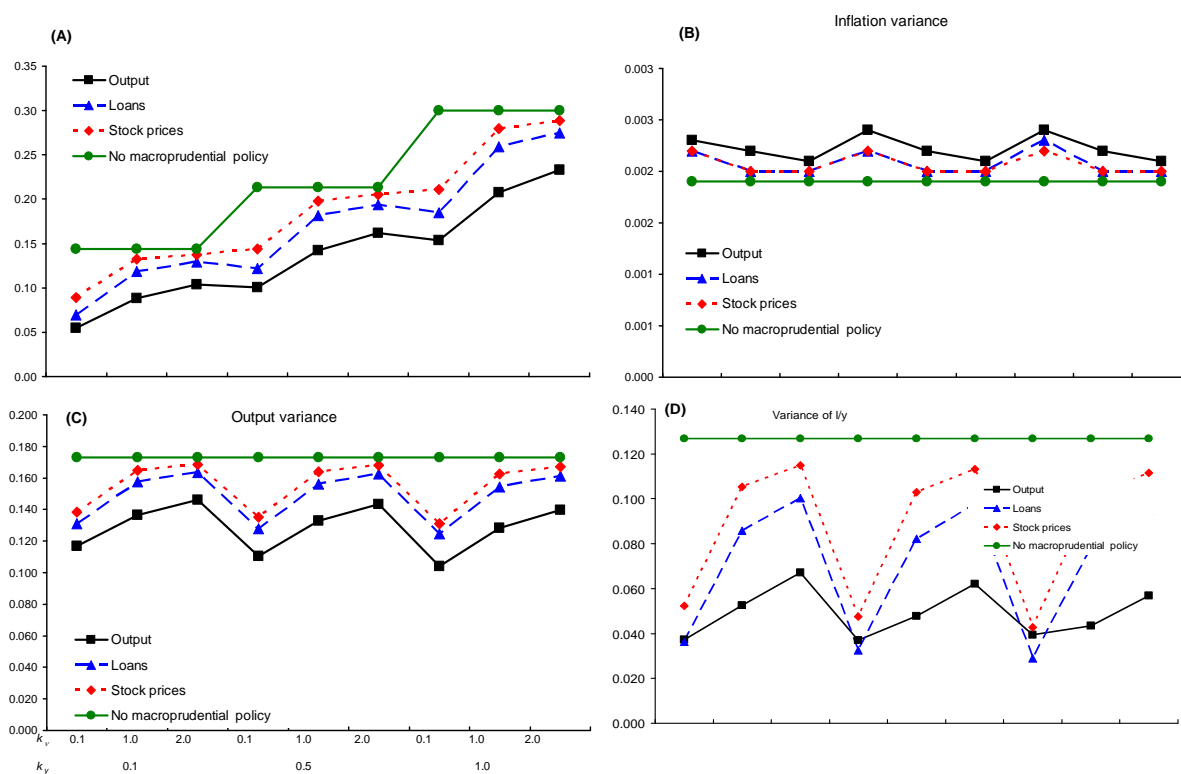 (A)
0.35
0.30
0.25
0.20
0.15
0.10
0.05
0.00
Output
Loans
Stock prices
No macroprudential policy
Inflation variance
(B)
0.003
0.003
0.002
0.002
0.001
0.001
0.000
Output
Loans
Stock prices
No macroprudential policy
(C)
Output variance
0.200
0.180
0.160
0.140
0.120
0.100
0.080
0.060
0.040
0.020
0.000
Output
Loans
Stock prices
No macroprudential policy
k_v 0.1 1.0 2.0 0.1 1.0 2.0 0.1 1.0 2.0
k_y 0.1 0.5 1.0
(D)
Variance of l/y
0.140
0.120
0.100
0.080
0.060
0.040
0.020
0.000
Output
Loans
Stock prices
No macroprudential policy